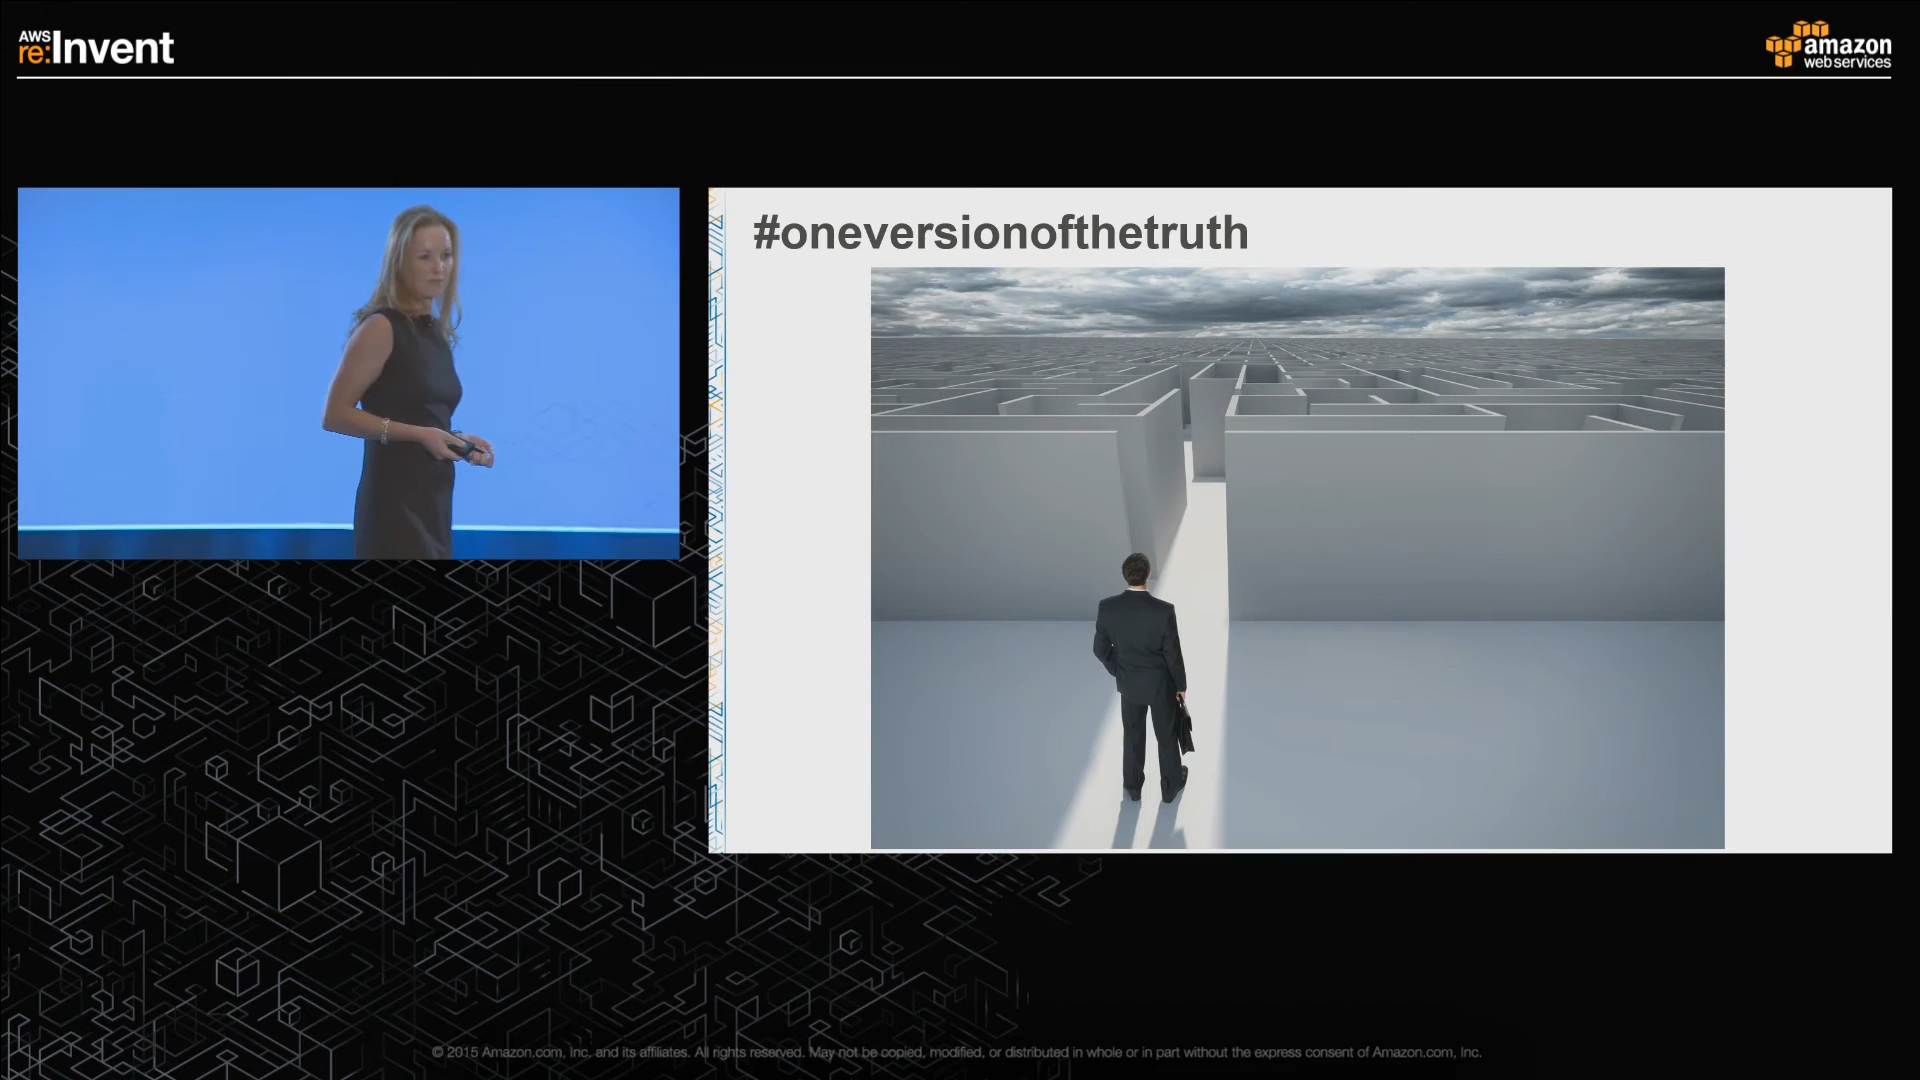 AWS
re:Invent
amazon
web services
#oneversionofthetruth
© 2015 Amazon.com, Inc. and its affiliates. All rights reserved. May not be copied, modified, or distributed in whole or in part without the express consent of Amazon.com, Inc.